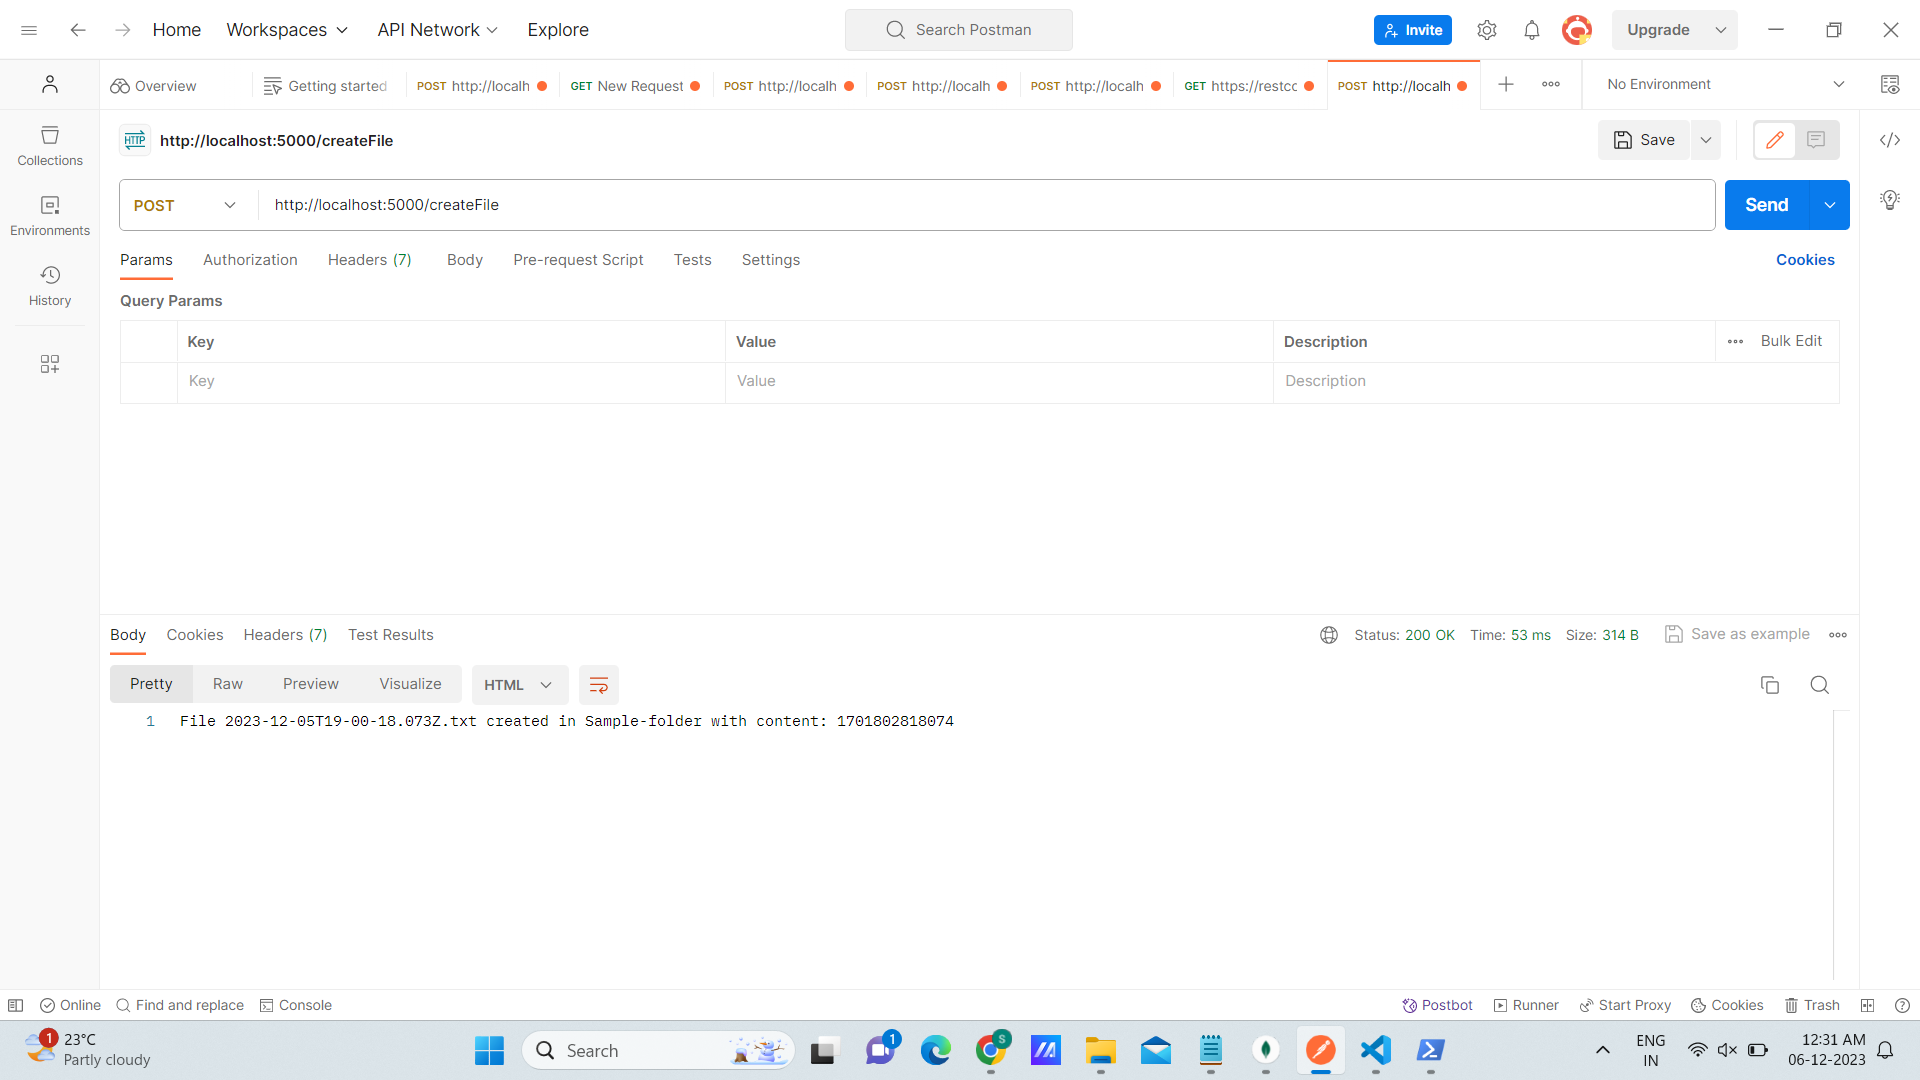 Home Workspaces API Network Explore Search Postman Invite Upgrade
Overview Getting started POST http://localh GET New Request POST http://localh POST http://localh POST http://localh GET https://restcc POST http://localh No Environment
HTTP http://localhost:5000/createFile Save
Collections
POST http://localhost:5000/createFile Send
Environments
Params Authorization Headers (7) Body Pre-request Script Tests Settings Cookies
History
Query Params
Key Value Description Bulk Edit
Key Value Description
Body Cookies Headers (7) Test Results Status: 200 OK Time: 53 ms Size: 314 B Save as example
Pretty Raw Preview Visualize HTML
1 File 2023-12-05T19-00-18.073Z.txt created in Sample-folder with content: 1701802818074
Online Find and replace Console Postbot Runner Start Proxy Cookies Trash
1 23°C
Partly cloudy
Search
1
S
ENG
IN
12:31 AM
06-12-2023